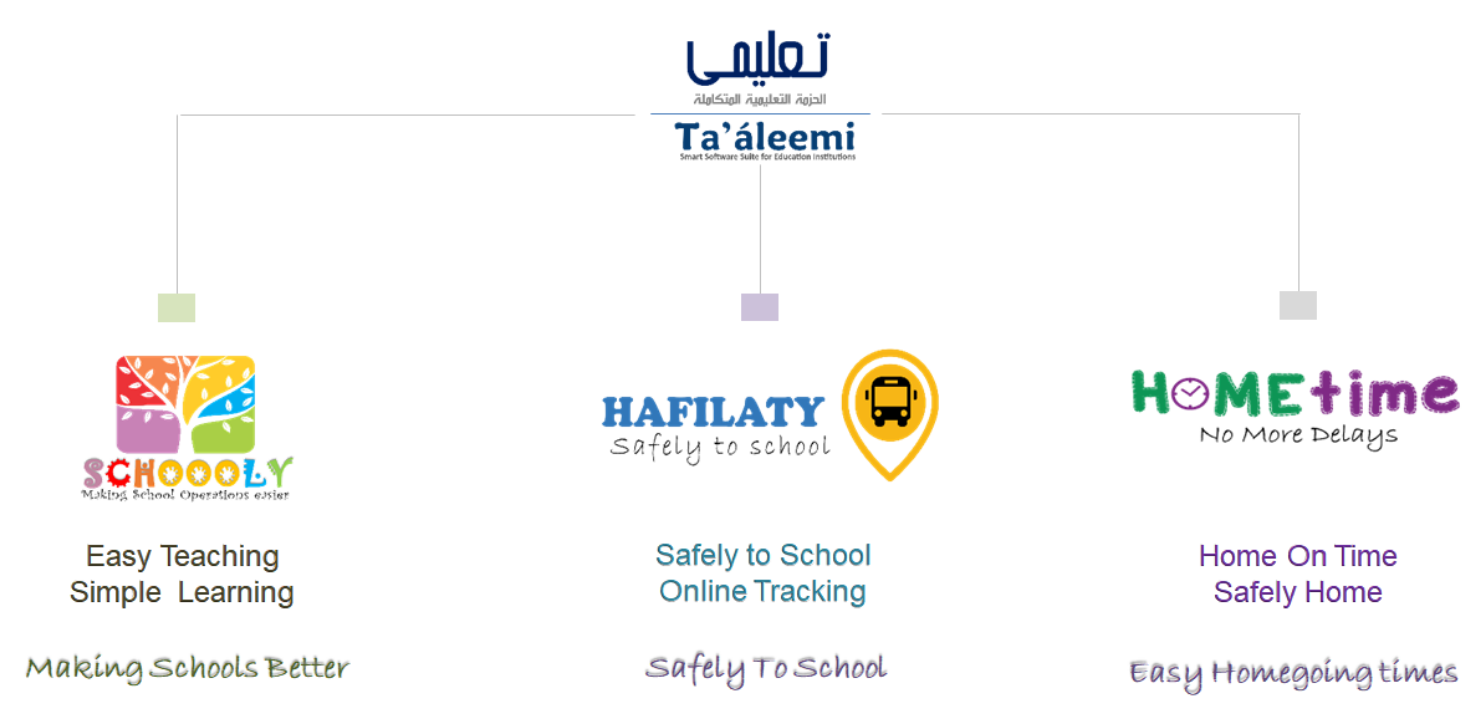 تعليمى
الحزمة التعليمية المتكاملة
Ta’áleemi
Smart Software Suite for Education Institutions
SCHOOOLY
Making School Operations easier
Easy Teaching
Simple Learning
Making Schools Better
HAFILATY
Safely to school
Safely to School
Online Tracking
Safely To School
HOMEtime
No More Delays
Home On Time
Safely Home
Easy Homegoing times